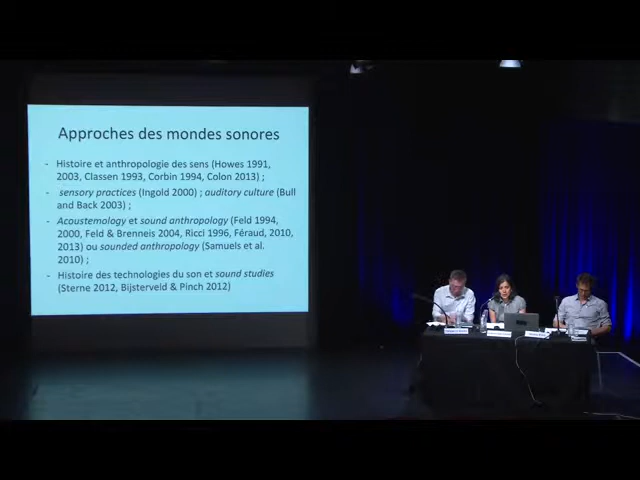 Approches des mondes sonores
- Histoire et anthropologie des sens (Howes 1991,
2003, Classen 1993, Corbin 1994, Colon 2013) ;
- sensory practices (Ingold 2000) ; auditory culture (Bull
and Back 2003) ;
- Acoustemology et sound anthropology (Feld 1994,
2000, Feld & Brenneis 2004, Ricci 1996, Féraud, 2010,
2013) ou sounded anthropology (Samuels et al.
2010) ;
- Histoire des technologies du son et sound studies
(Sterne 2012, Bijsterveld & Pinch 2012)